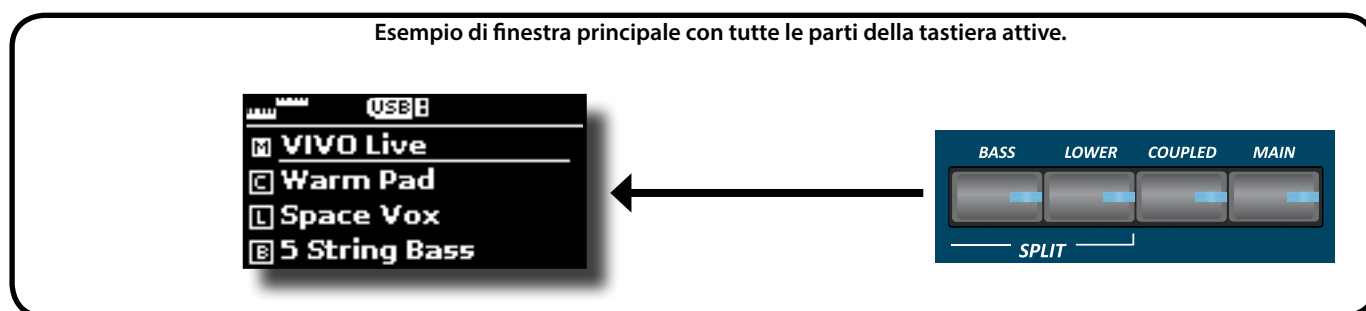 Esempio di finestra principale con tutte le parti della tastiera attive.
USB
M VIVO Live
C Warm Pad
L Space Vox
B 5 String Bass
BASS LOWER COUPLED MAIN
SPLIT